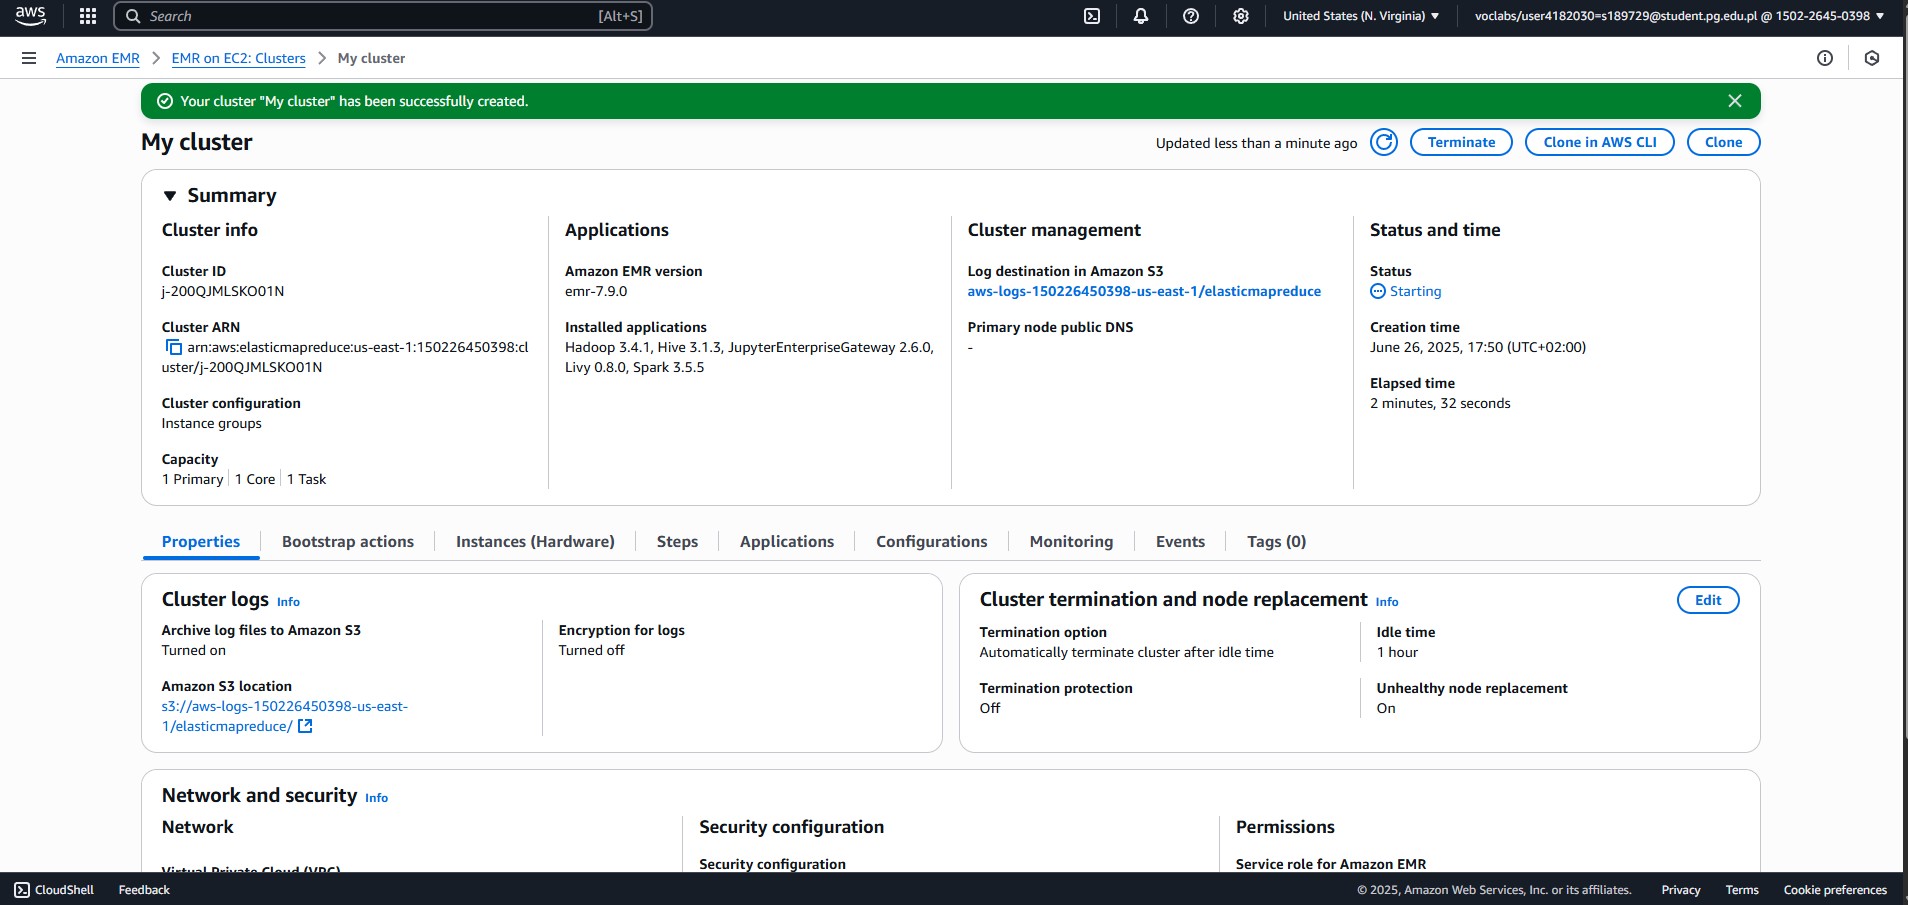 aws
Search [Alt+S]
United States (N. Virginia)
voclabs/user4182030=s189729@student.pg.edu.pl @ 1502-2645-0398
Amazon EMR
EMR on EC2: Clusters
My cluster
Your cluster "My cluster" has been successfully created.
My cluster
Updated less than a minute ago
Terminate
Clone in AWS CLI
Clone
Summary
Cluster info
Cluster ID
j-200QJMLSKO01N
Cluster ARN
arn:aws:elasticmapreduce:us-east-1:150226450398:cl
uster/j-200QJMLSKO01N
Cluster configuration
Instance groups
Capacity
1 Primary 1 Core 1 Task
Applications
Amazon EMR version
emr-7.9.0
Installed applications
Hadoop 3.4.1, Hive 3.1.3, JupyterEnterpriseGateway 2.6.0,
Livy 0.8.0, Spark 3.5.5
Cluster management
Log destination in Amazon S3
aws-logs-150226450398-us-east-1/elasticmapreduce
Primary node public DNS
-
Status and time
Status
Starting
Creation time
June 26, 2025, 17:50 (UTC+02:00)
Elapsed time
2 minutes, 32 seconds
Properties
Bootstrap actions
Instances (Hardware)
Steps
Applications
Configurations
Monitoring
Events
Tags (0)
Cluster logs Info
Archive log files to Amazon S3
Turned on
Amazon S3 location
s3://aws-logs-150226450398-us-east-
1/elasticmapreduce/
Encryption for logs
Turned off
Cluster termination and node replacement Info
Edit
Termination option
Automatically terminate cluster after idle time
Idle time
1 hour
Termination protection
Off
Unhealthy node replacement
On
Network and security Info
Network
Virtual Private Cloud (VPC)
Security configuration
Security configuration
Permissions
Service role for Amazon EMR
CloudShell
Feedback
© 2025, Amazon Web Services, Inc. or its affiliates.
Privacy
Terms
Cookie preferences